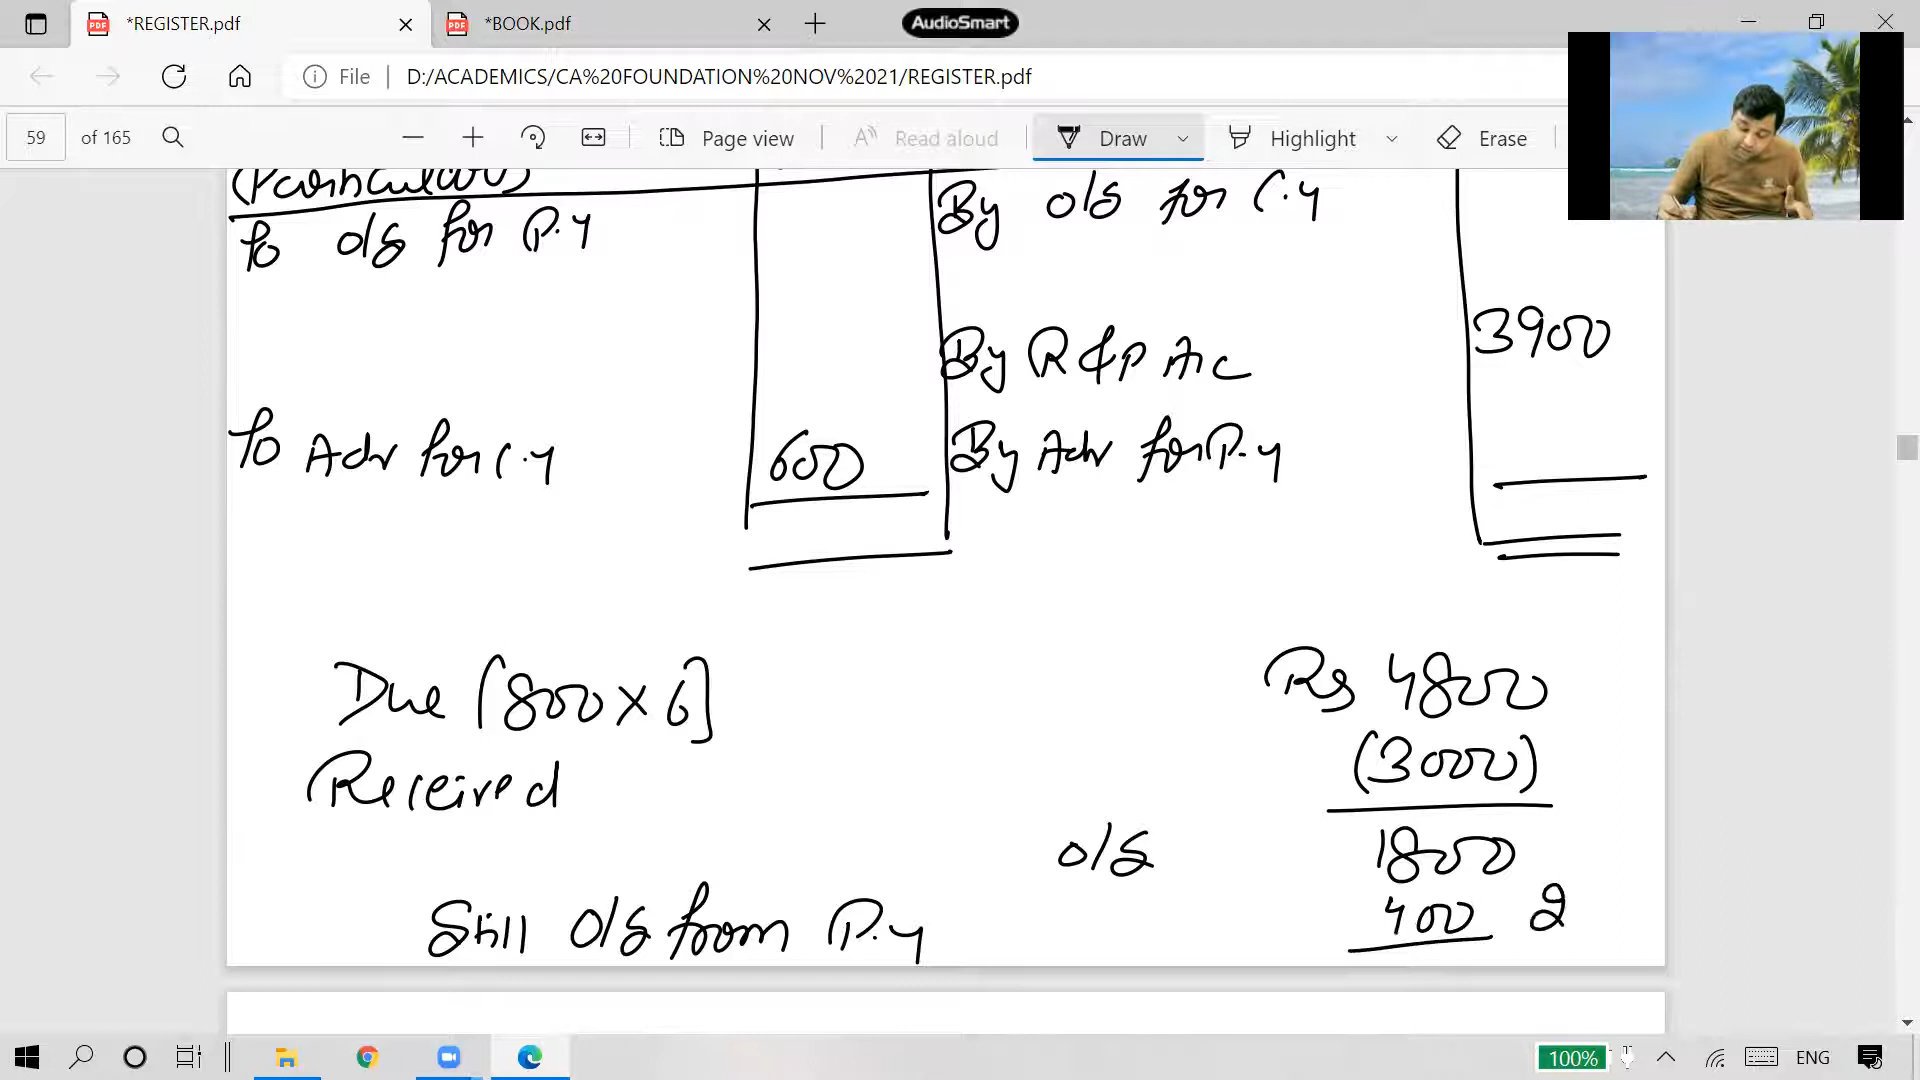 *REGISTER.pdf
*BOOK.pdf
AudioSmart
File
D:/ACADEMICS/CA%20FOUNDATION%20NOV%2021/REGISTER.pdf
59 of 165
Page view
Read aloud
Draw
Highlight
Erase
(Particulars)
To o/s for P.Y
By o/s for C.Y
3900
By R & P A/c
To Adv for C.Y
600
By Adv for P.Y
Due [800 x 6]
Rs 4800
Received
(3000)
o/s
1800
Still o/s from P.Y
400 2
100%
ENG